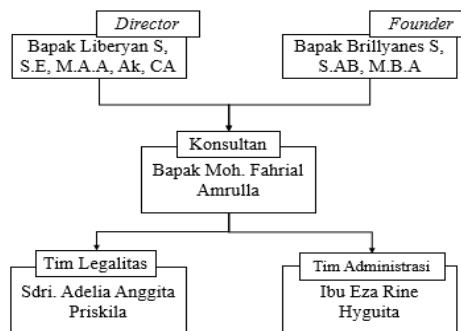 Director
Bapak Liberyan S,
S.E, M.A.A, Ak, CA
Founder
Bapak Brillyanes S,
S.AB, M.B.A
Konsultan
Bapak Moh. Fahrial
Amrulla
Tim Legalitas
Sdri. Adelia Anggita
Priskila
Tim Administrasi
Ibu Eza Rine
Hyguita